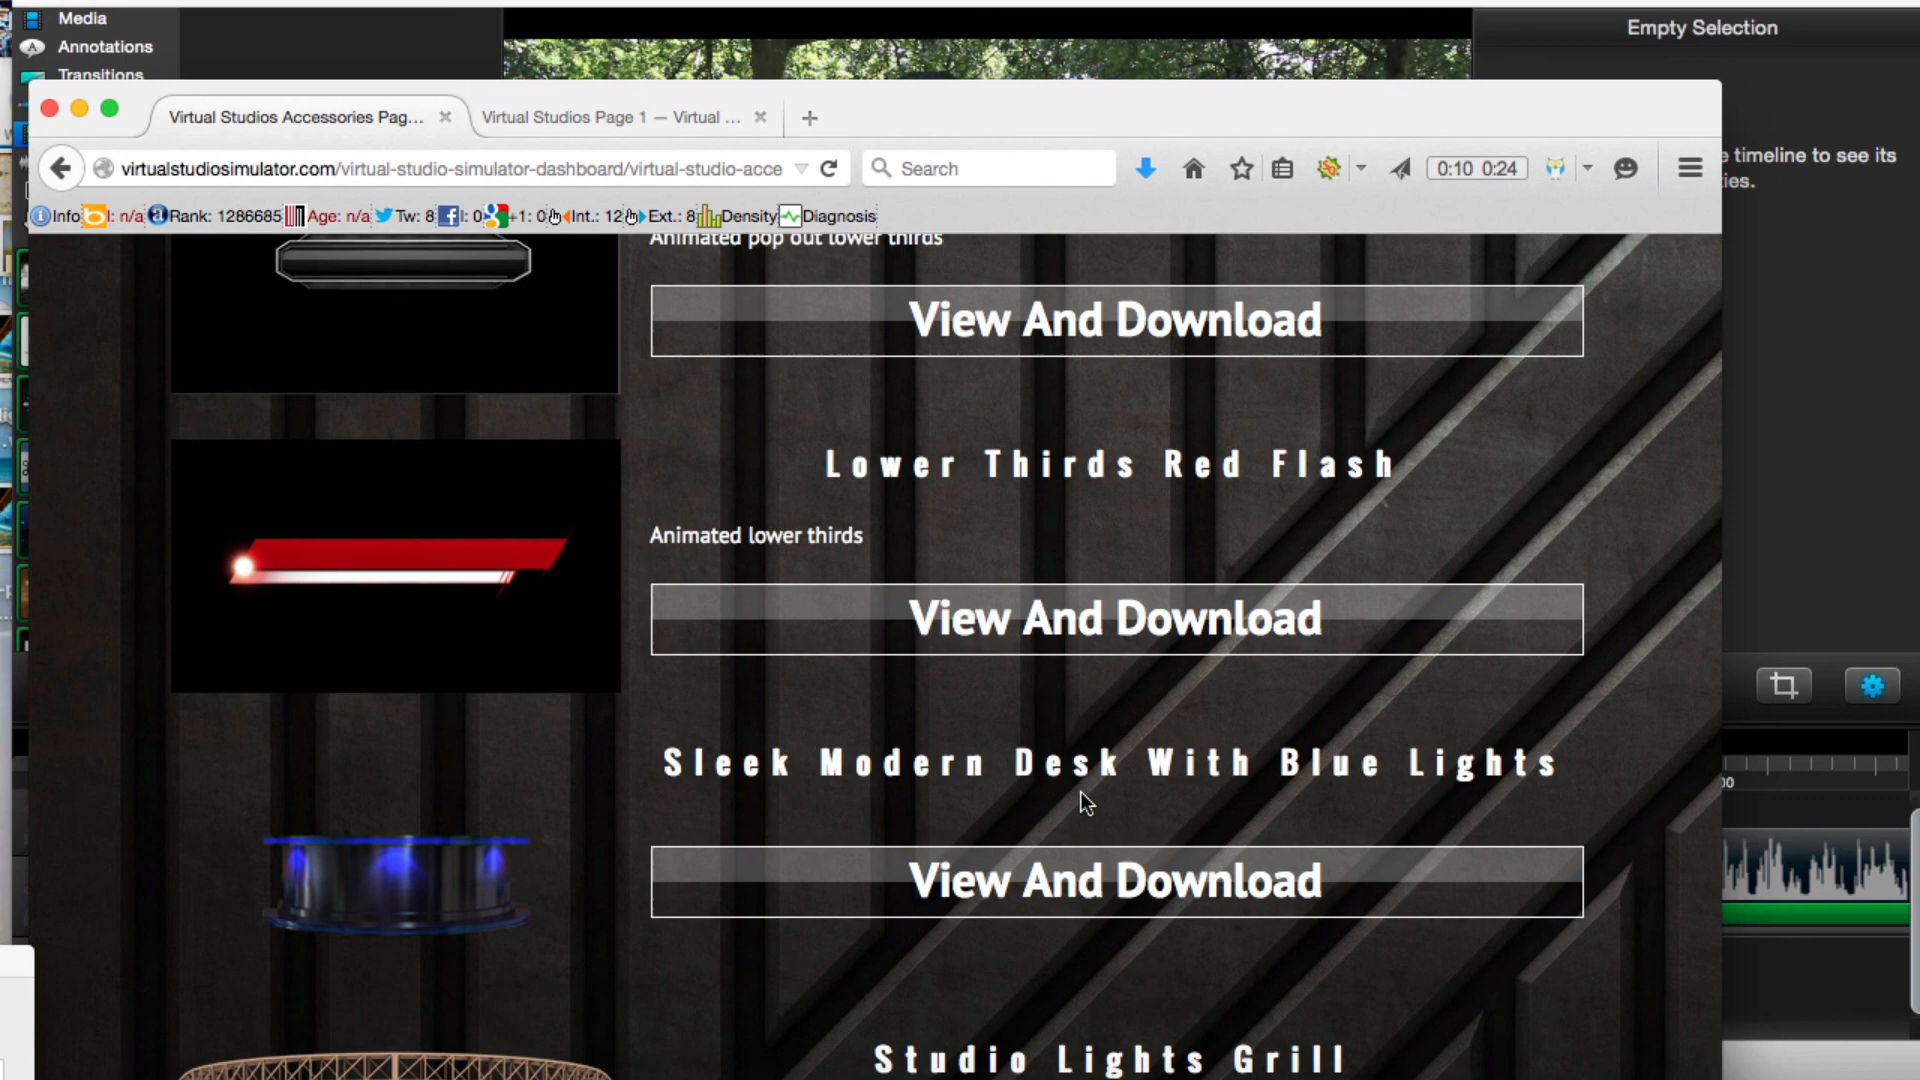 Media
Annotations
Transitions
Empty Selection
e timeline to see its
ies.
Virtual Studios Accessories Pag...
Virtual Studios Page 1 — Virtual ...
virtualstudiosimulator.com/virtual-studio-simulator-dashboard/virtual-studio-acce
Search
0:10 0:24
Info I: n/a Rank: 1286685 Age: n/a Tw: 8 I: 0 +1: 0 Int.: 12 Ext.: 8 Density Diagnosis
Animated pop out lower thirds
View And Download
Lower Thirds Red Flash
Animated lower thirds
View And Download
Sleek Modern Desk With Blue Lights
View And Download
Studio Lights Grill